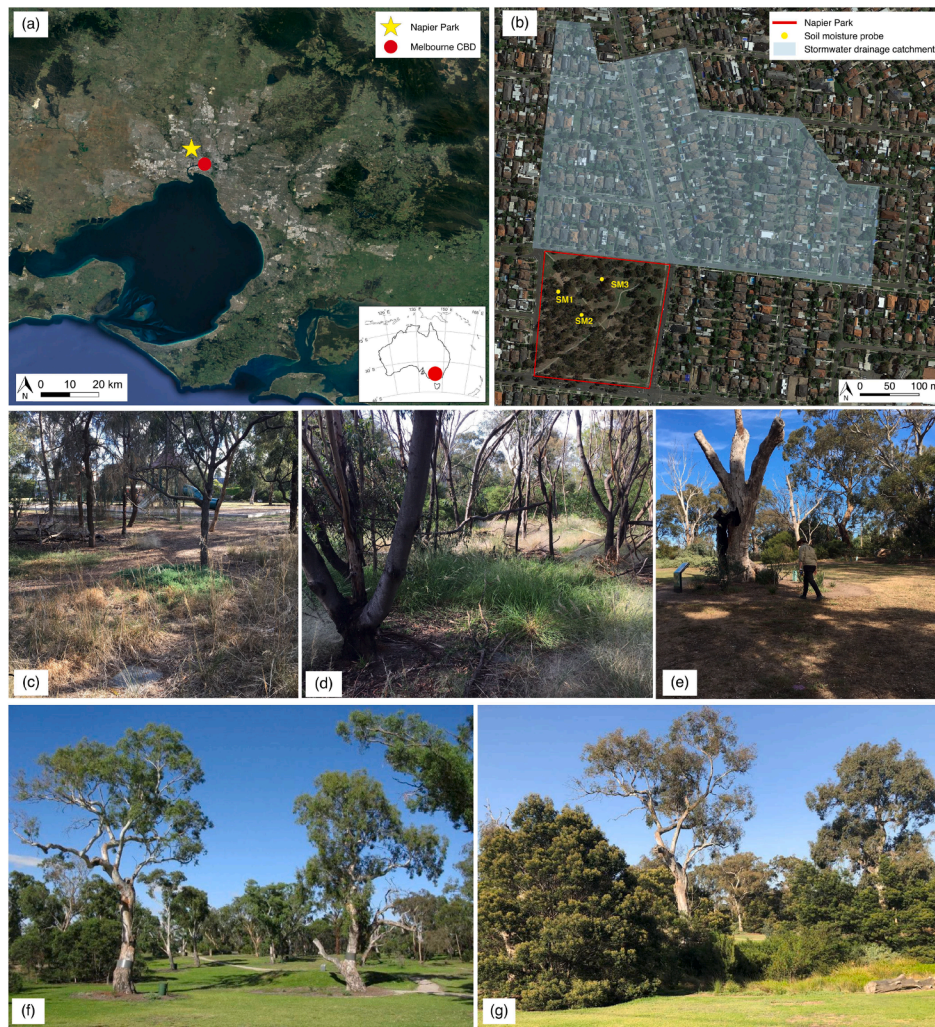 (a)
Napier Park
Melbourne CBD
N
0 10 20 km
(b)
Napier Park
Soil moisture probe
Stormwater drainage catchment
SM1
SM2
SM3
N
0 50 100 m
(c)
(d)
(e)
(f)
(g)